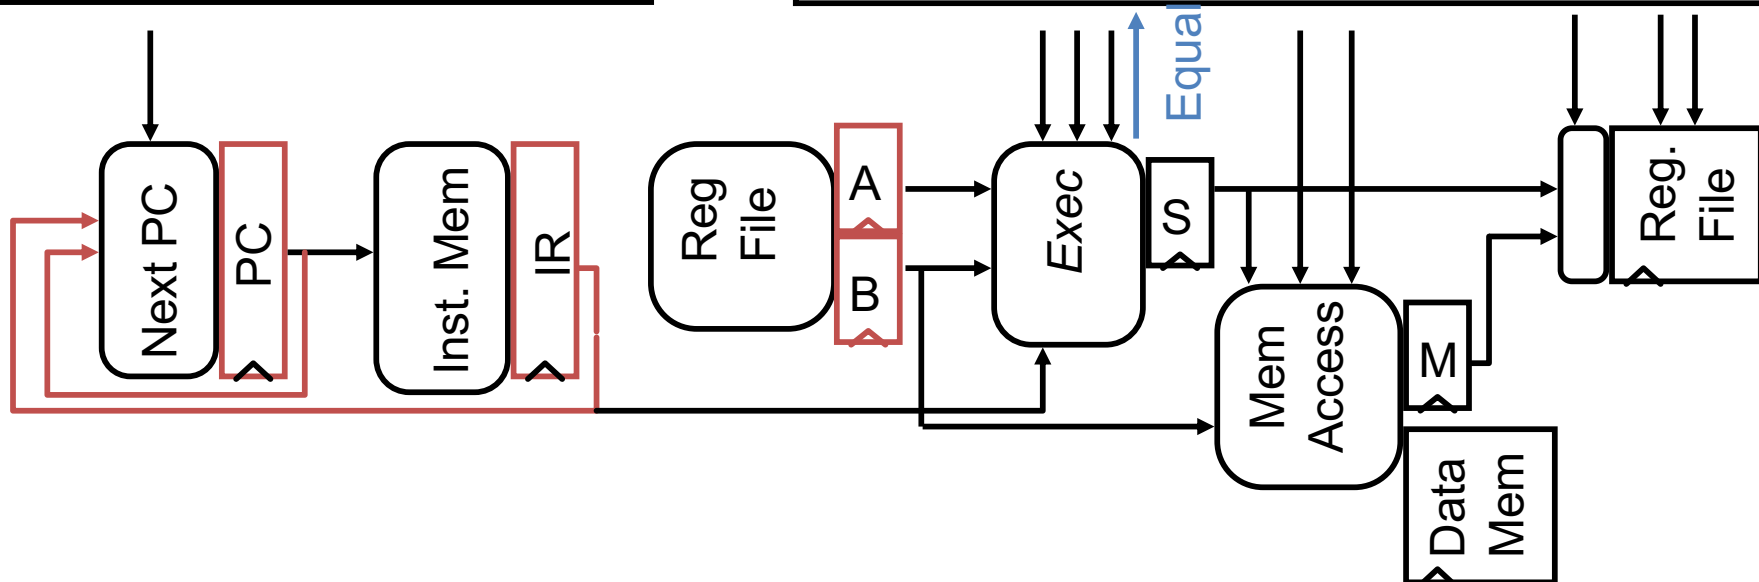 Next PC
PC
Inst. Mem
IR
Reg
File
A
B
Exec
Equal
S
Mem
Access
M
Data
Mem
Reg.
File